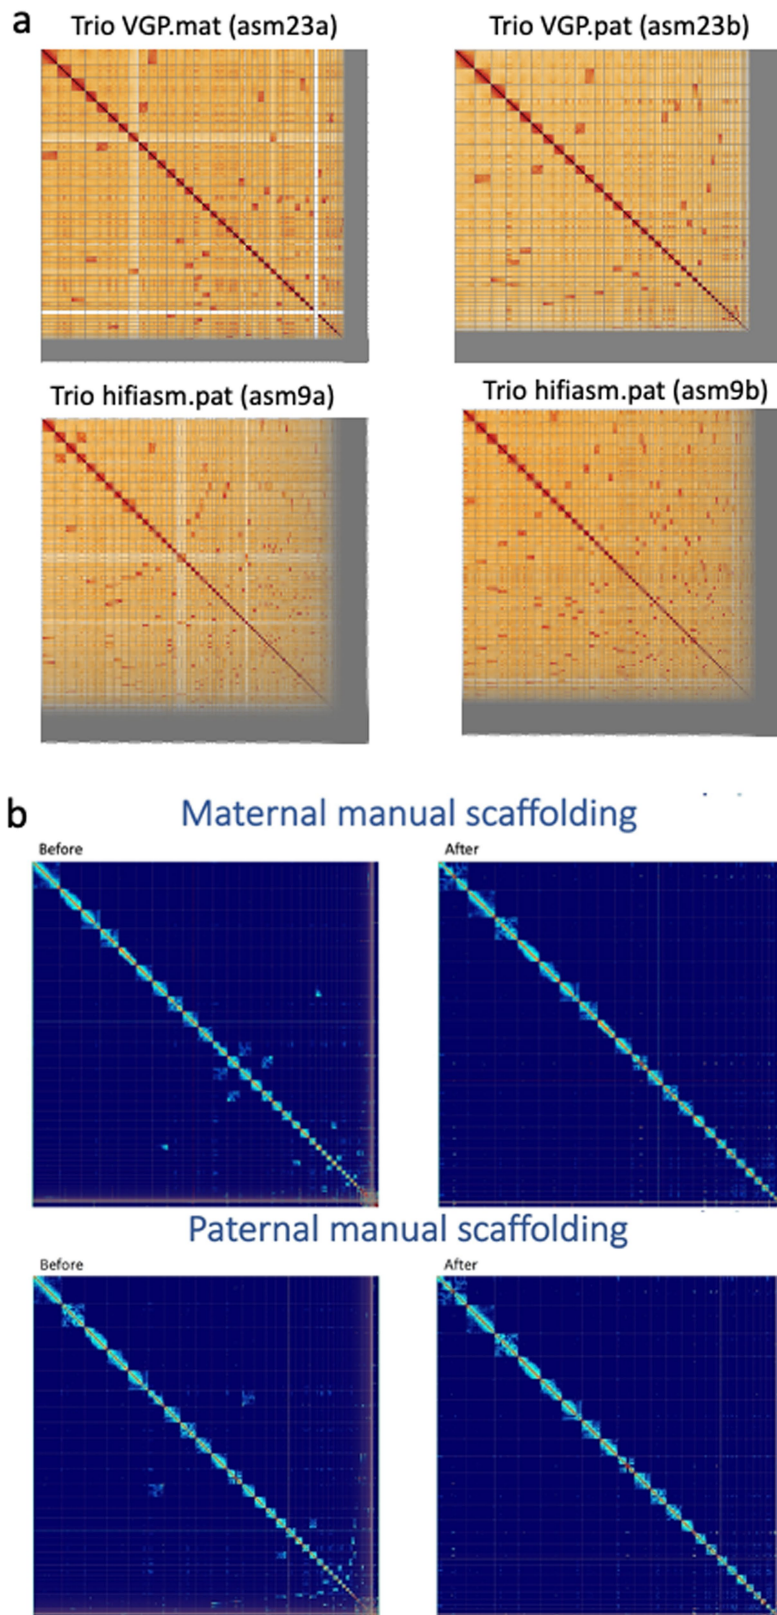 a
Trio VGP.mat (asm23a)
Trio VGP.pat (asm23b)
Trio hifiasm.pat (asm9a)
Trio hifiasm.pat (asm9b)
b
Maternal manual scaffolding
Before
After
Paternal manual scaffolding
Before
After